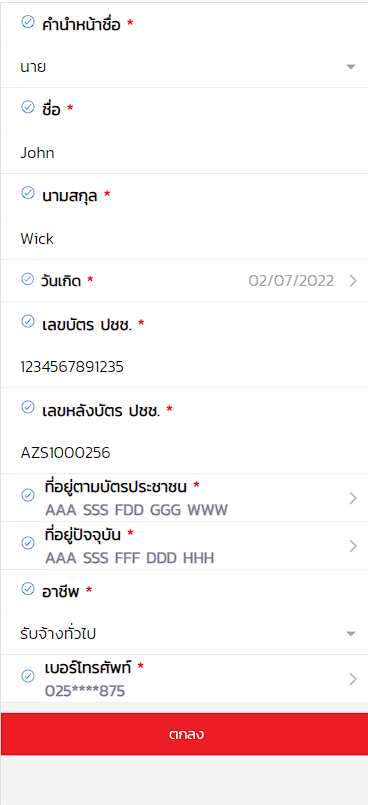 คำนำหน้าชื่อ *
นาย
ชื่อ *
John
นามสกุล *
Wick
วันเกิด * 02/07/2022
เลขบัตร ปชช. *
1234567891235
เลขหลังบัตร ปชช. *
AZS1000256
ที่อยู่ตามบัตรประชาชน *
AAA SSS FDD GGG WWW
ที่อยู่ปัจจุบัน *
AAA SSS FFF DDD HHH
อาชีพ *
รับจ้างทั่วไป
เบอร์โทรศัพท์ *
025****875
ตกลง